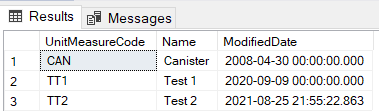 Results Messages
UnitMeasureCode Name ModifiedDate
1 CAN Canister 2008-04-30 00:00:00.000
2 TT1 Test 1 2020-09-09 00:00:00.000
3 TT2 Test 2 2021-08-25 21:55:22.863